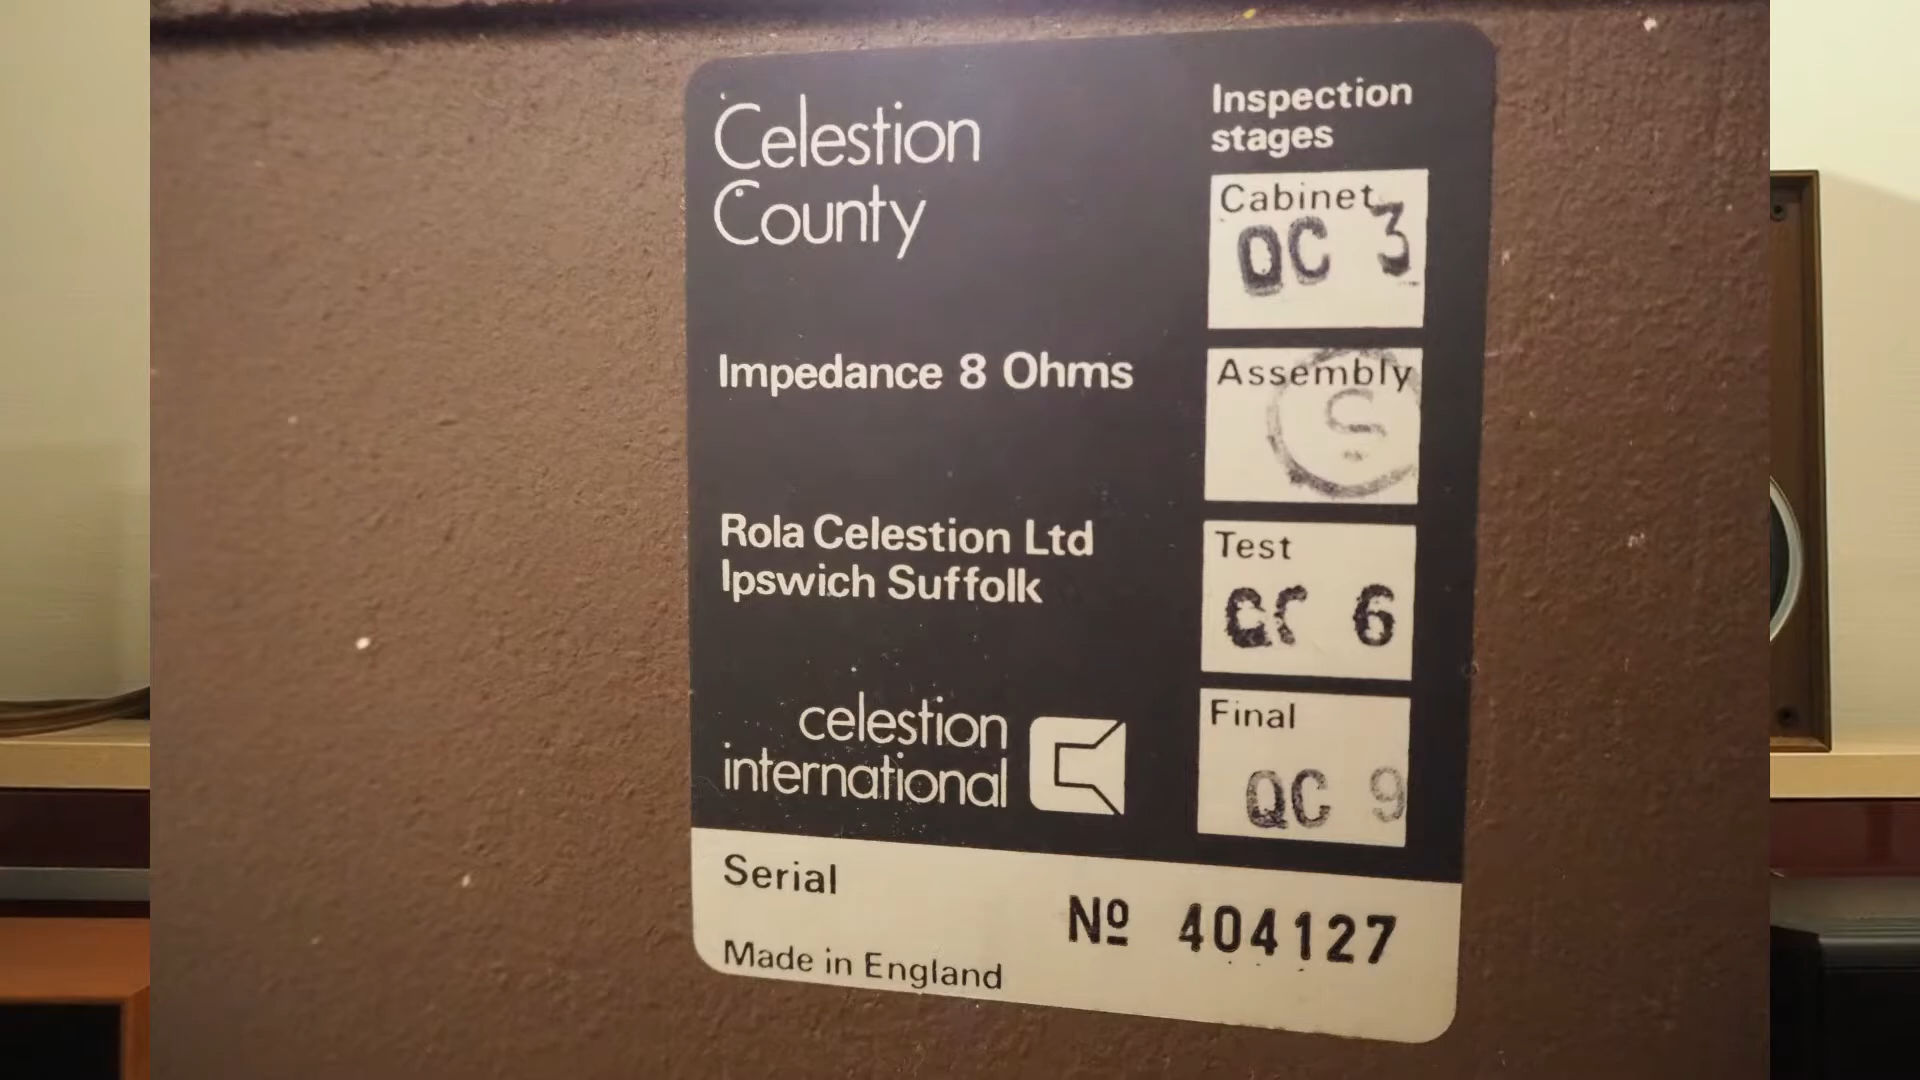 Celestion
County
Impedance 8 Ohms
Rola Celestion Ltd
Ipswich Suffolk
celestion
international
Inspection
stages
Cabinet
QC 3
Assembly
Test
6
Final
QC 9
Serial
Nº 404127
Made in England